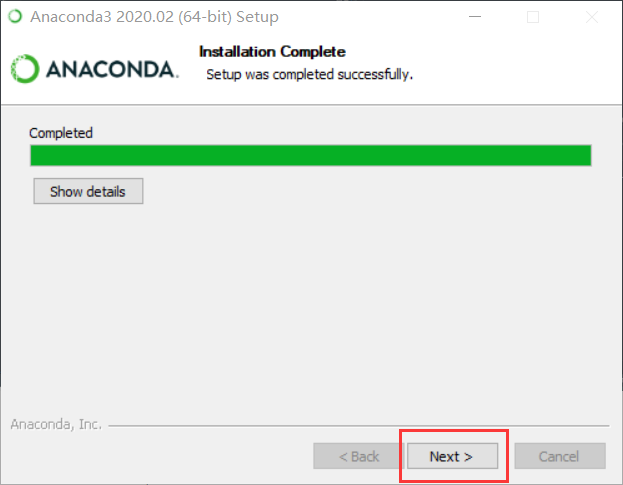 Anaconda3 2020.02 (64-bit) Setup
ANACONDA.
Installation Complete
Setup was completed successfully.
Completed
Show details
Anaconda, Inc.
< Back
Next >
Cancel